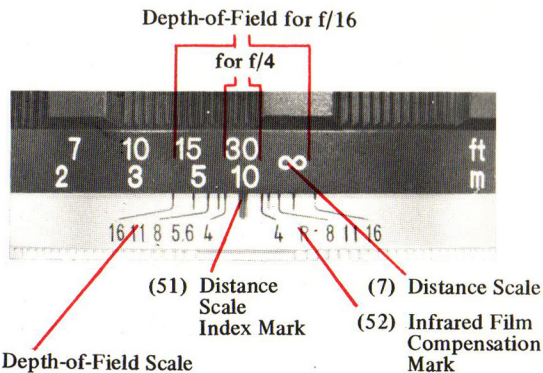 Depth-of-Field for f/16
for f/4
7 10 15 30 ∞ ft
2 3 5 10 m
16 11 8 5.6 4 4 R 8 11 16
(51) Distance
Scale
Index Mark
(7) Distance Scale
(52) Infrared Film
Compensation
Mark
Depth-of-Field Scale